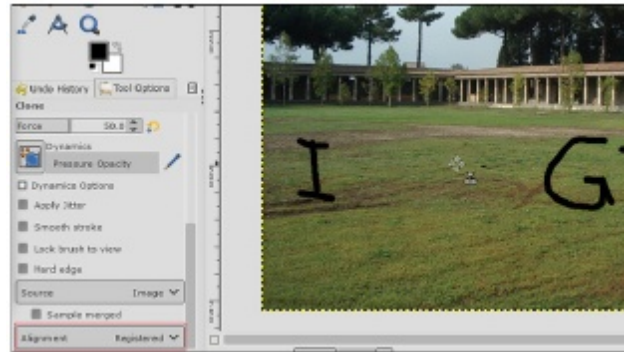 Undo History Tool Options
Clone
Force 50.0
Dynamics
Pressure Opacity
Dynamics Options
Apply Jitter
Smooth stroke
Lock brush to view
Hard edge
Source Image
Sample merged
Alignment Registered
I G